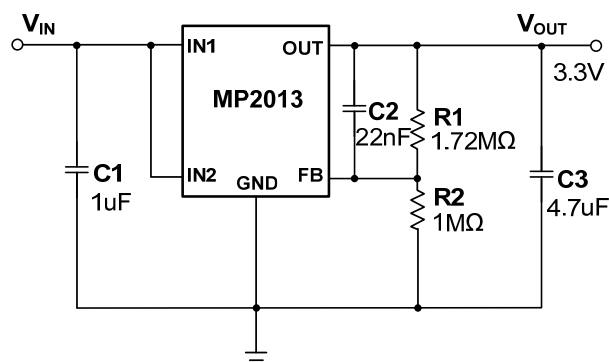 VIN
VOUT
IN1
OUT
3.3V
MP2013
C2
22nF
R1
1.72MΩ
C1
1uF
IN2
GND
FB
R2
1MΩ
C3
4.7uF